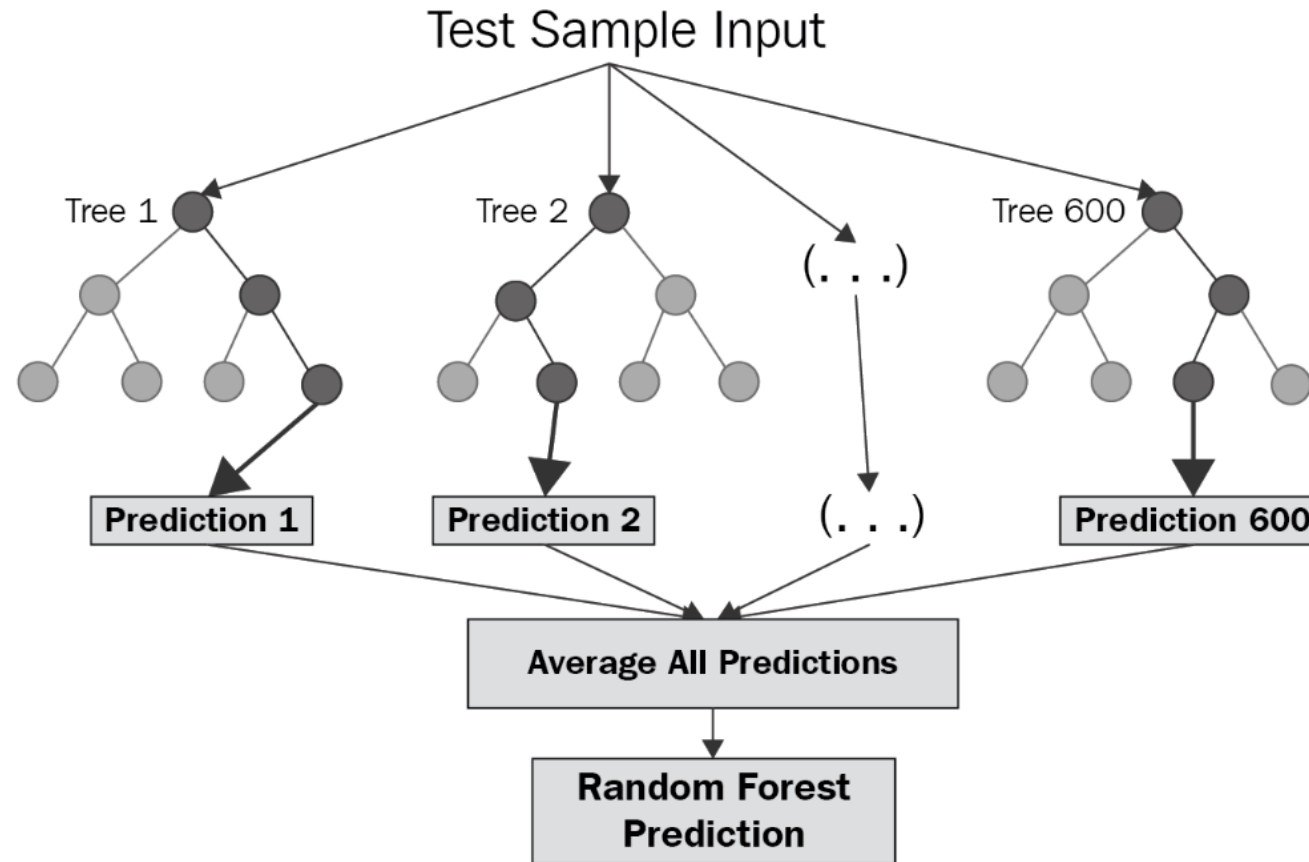 Test Sample Input
Tree 1
Tree 2
Tree 600
(. . .)
Prediction 1
Prediction 2
(. . .)
Prediction 600
Average All Predictions
Random Forest
Prediction